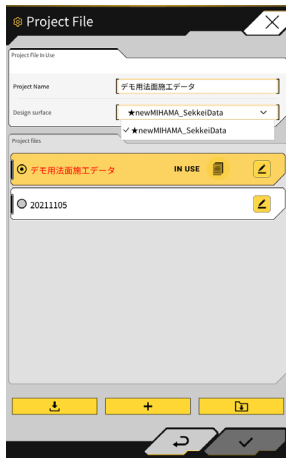 Project File
Project File In Use
Project Name
デモ用法面施工データ
Design surface
★newMIHAMA_SekkeiData
★newMIHAMA_SekkeiData
Project files
デモ用法面施工データ
IN USE
20211105